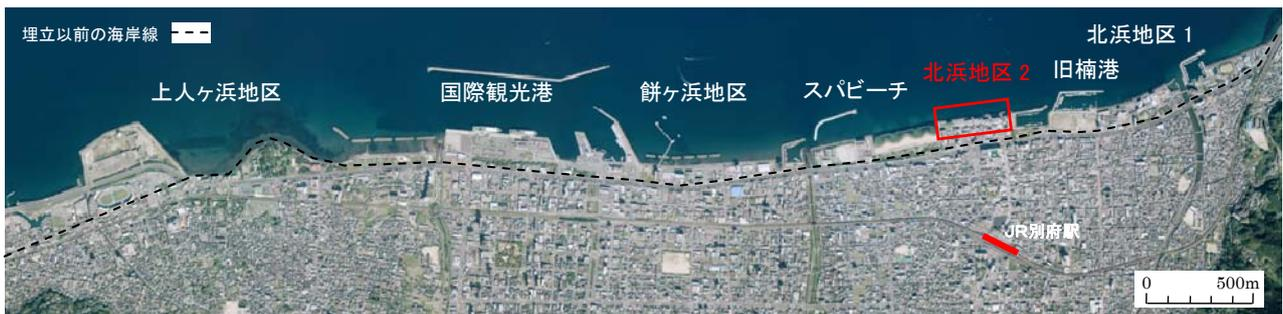 埋立以前の海岸線
北浜地区 1
上人ヶ浜地区
国際観光港
餅ヶ浜地区
スパビーチ
北浜地区 2
旧楠港
JR別府駅
0 500m